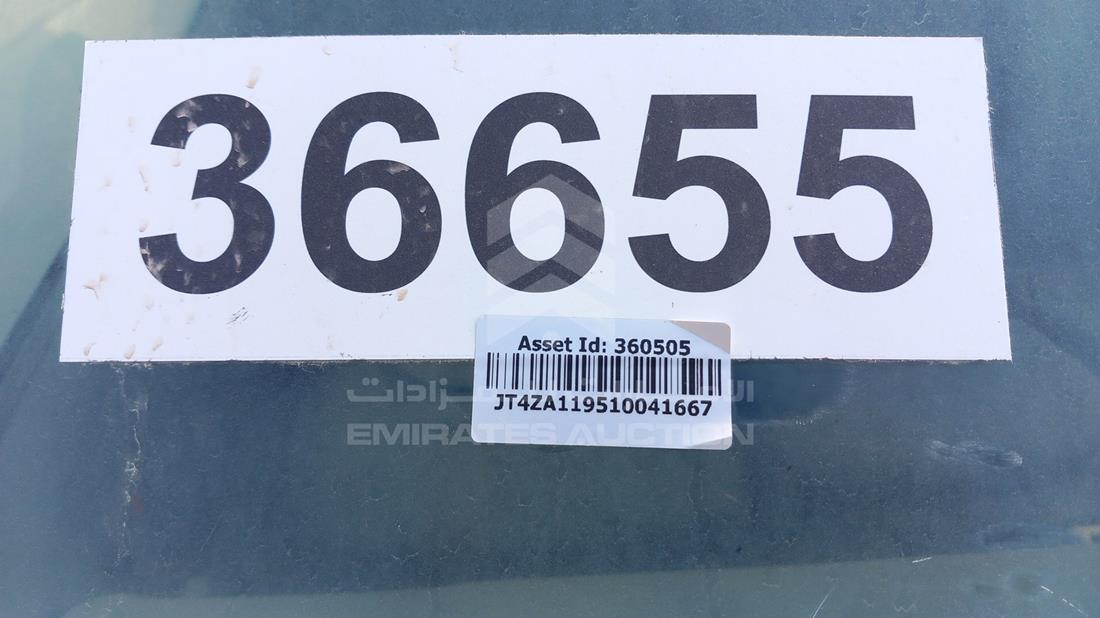 36655
Asset Id: 360505
JT4ZA119510041667
EMIRATES AUCTION